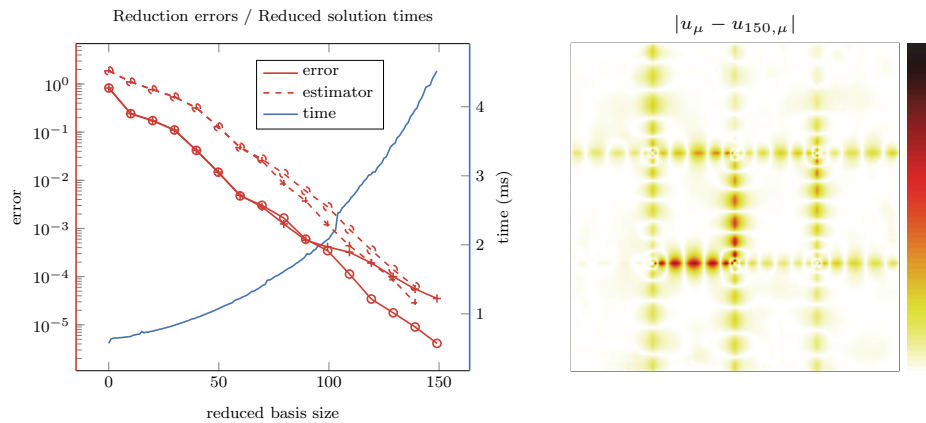 Reduction errors / Reduced solution times
|u_μ − u_{150,μ}|
error
estimator
time
10^0
10^{−1}
10^{−2}
10^{−3}
10^{−4}
10^{−5}
4
3
2
1
error
time (ms)
0
50
100
150
reduced basis size